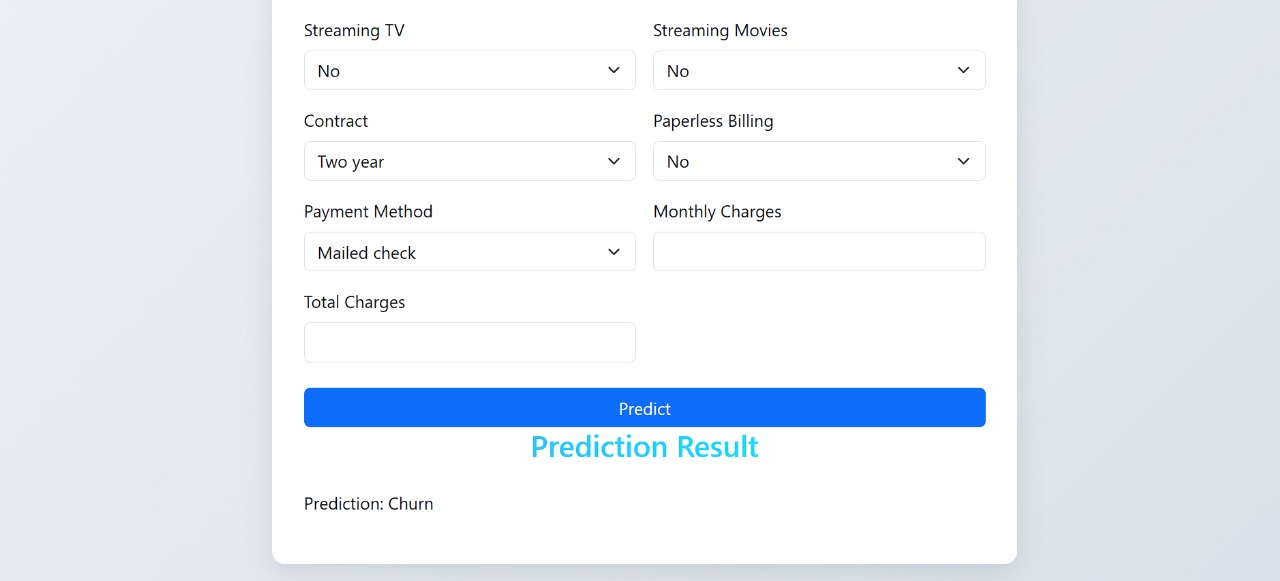 Streaming TV
Streaming Movies
No
No
Contract
Paperless Billing
Two year
No
Payment Method
Monthly Charges
Mailed check
Total Charges
Predict
Prediction Result
Prediction: Churn